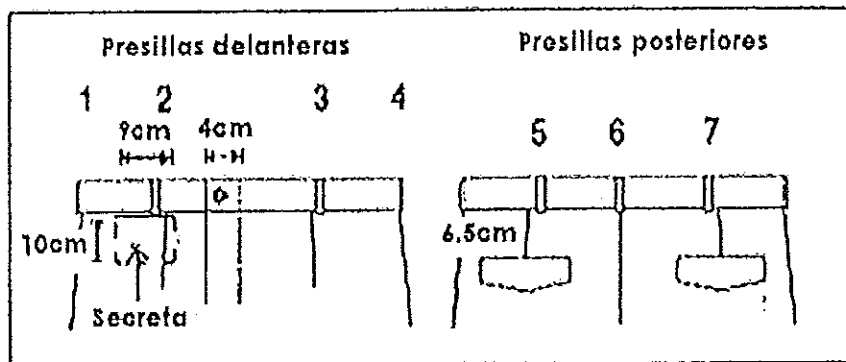 Presillas delanteras
Presillas posteriores
1 2 3 4
9cm 4cm
5 6 7
10cm
6.5cm
Secreta